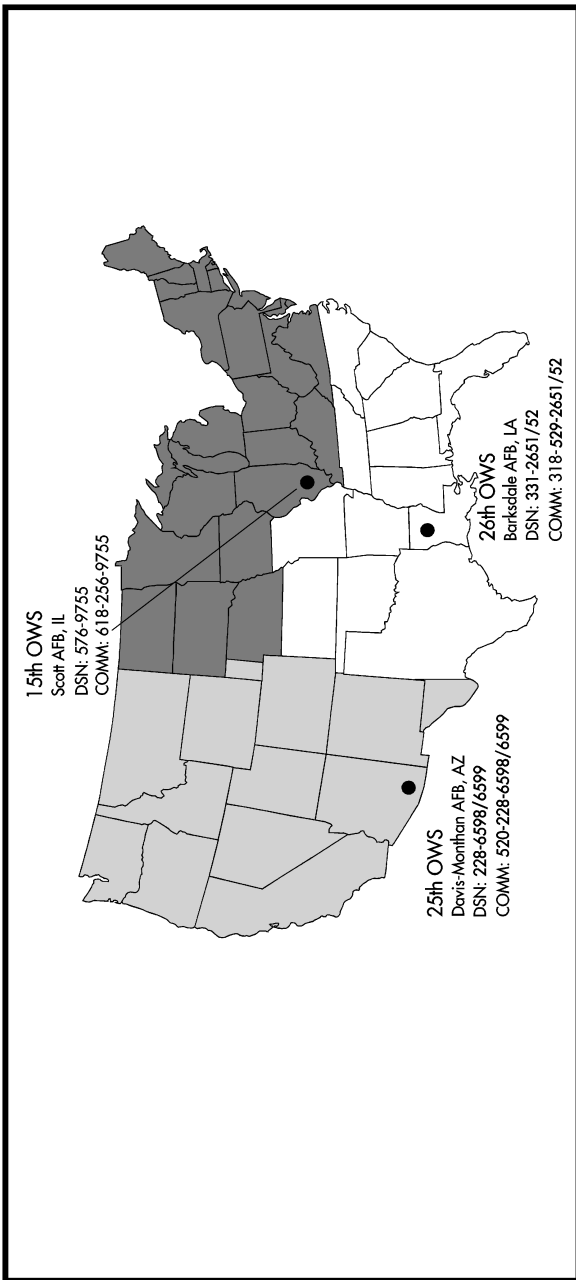 15th OWS
Scott AFB, IL
DSN: 576-9755
COMM: 618-256-9755
25th OWS
Davis-Monthan AFB, AZ
DSN: 228-6598/6599
COMM: 520-228-6598/6599
26th OWS
Barksdale AFB, LA
DSN: 331-2651/52
COMM: 318-529-2651/52